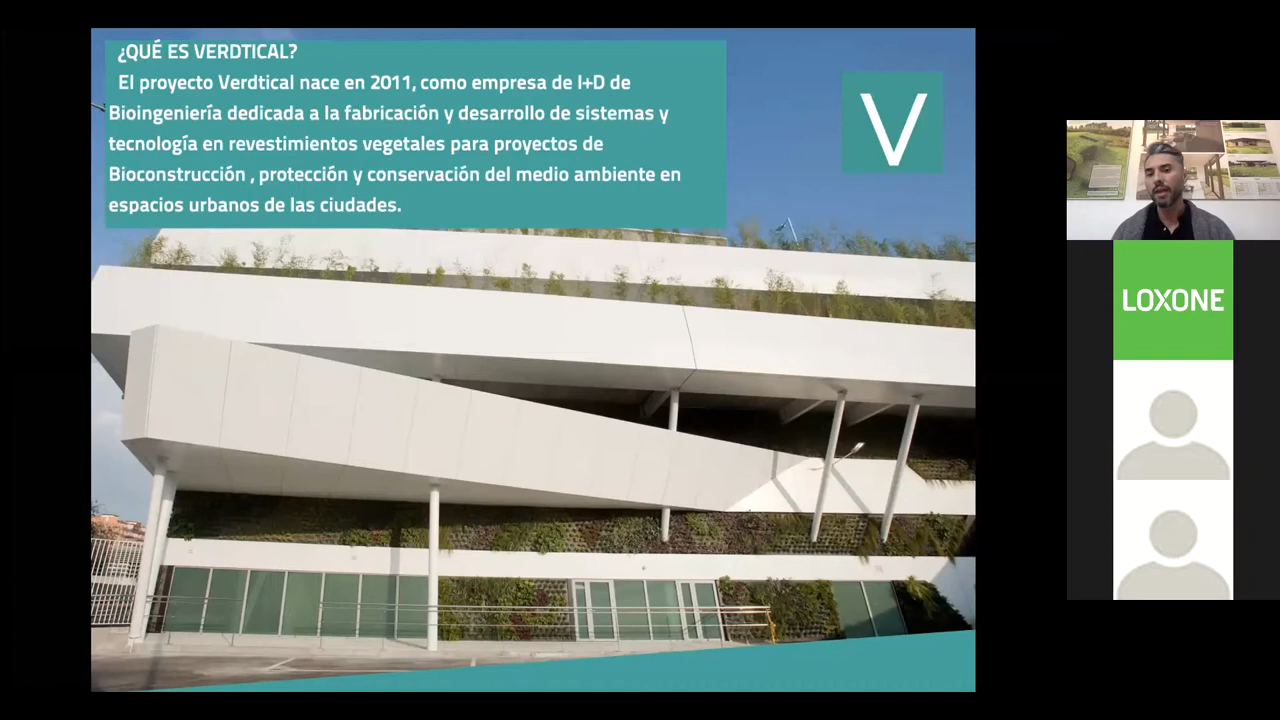 ¿QUÉ ES VERDTICAL?
El proyecto Verdtical nace en 2011, como empresa de I+D de
Bioingeniería dedicada a la fabricación y desarrollo de sistemas y
tecnología en revestimientos vegetales para proyectos de
Bioconstrucción , protección y conservación del medio ambiente en
espacios urbanos de las ciudades.
V
LOXONE